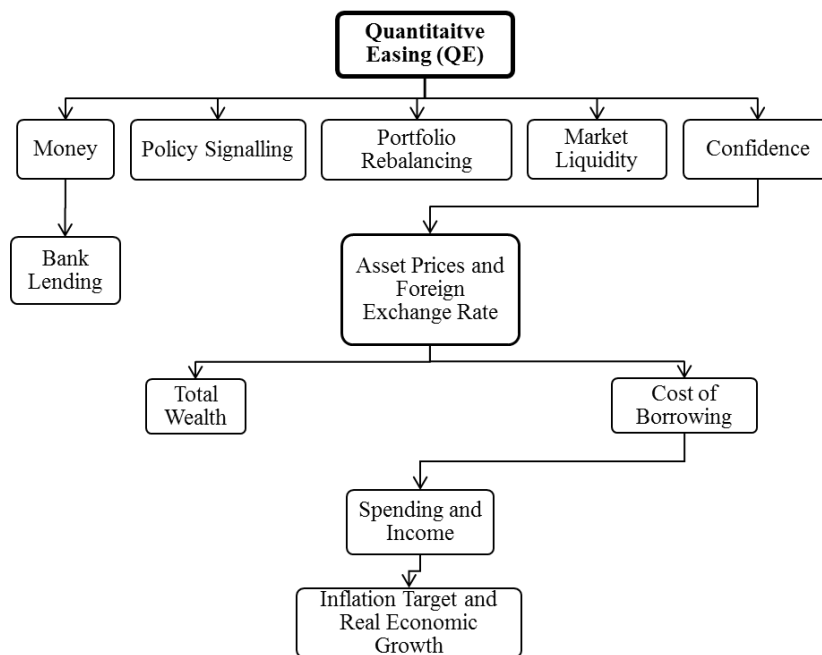 Quantitaitve
Easing (QE)
Money
Policy Signalling
Portfolio
Rebalancing
Market
Liquidity
Confidence
Bank
Lending
Asset Prices and
Foreign
Exchange Rate
Total
Wealth
Cost of
Borrowing
Spending and
Income
Inflation Target and
Real Economic
Growth